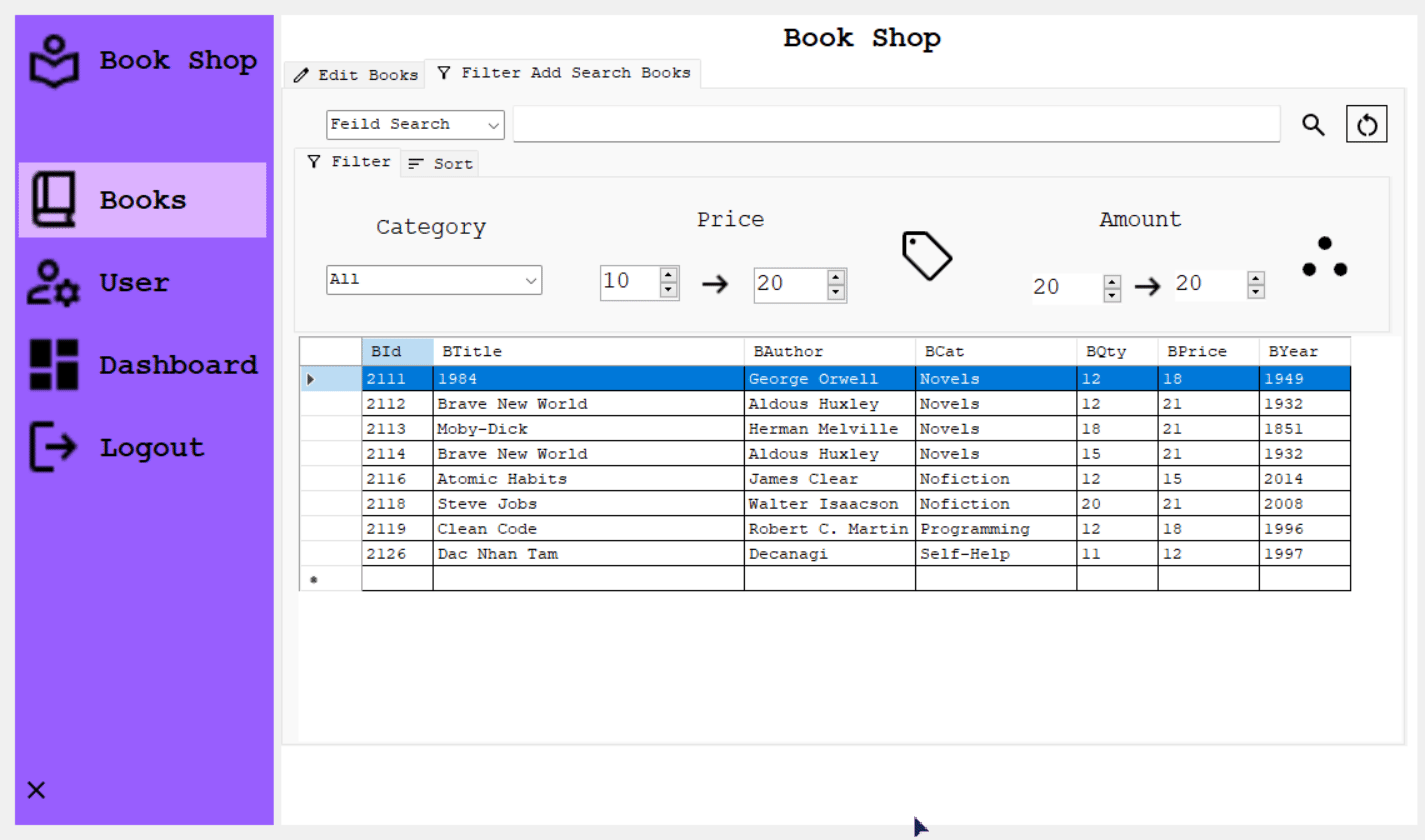 Book Shop
Book Shop
Edit Books Filter Add Search Books
Feild Search
Filter Sort
Category Price Amount
All 10 20 20 20
Books
User
Dashboard
Logout
BId BTitle BAuthor BCat BQty BPrice BYear
2111 1984 George Orwell Novels 12 18 1949
2112 Brave New World Aldous Huxley Novels 12 21 1932
2113 Moby-Dick Herman Melville Novels 18 21 1851
2114 Brave New World Aldous Huxley Novels 15 21 1932
2116 Atomic Habits James Clear Nofiction 12 15 2014
2118 Steve Jobs Walter Isaacson Nofiction 20 21 2008
2119 Clean Code Robert C. Martin Programming 12 18 1996
2126 Dac Nhan Tam Decanagi Self-Help 11 12 1997